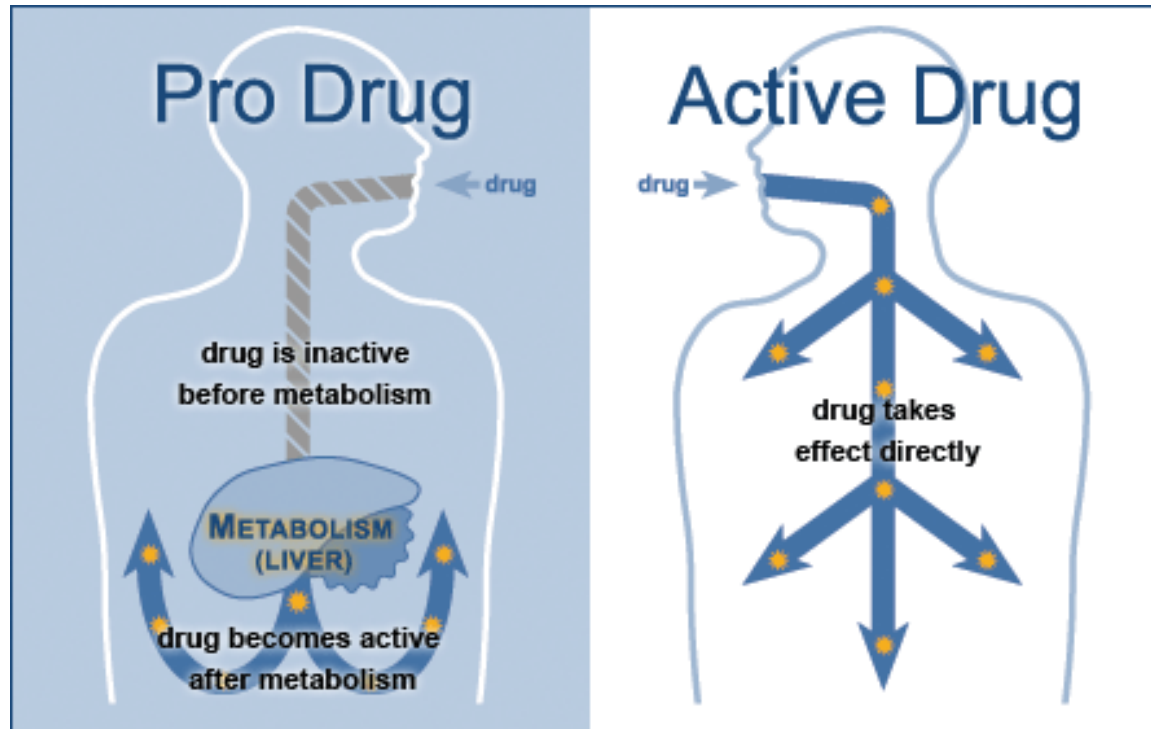 Pro Drug
drug
drug is inactive
before metabolism
METABOLISM
(LIVER)
drug becomes active
after metabolism
Active Drug
drug
drug takes
effect directly